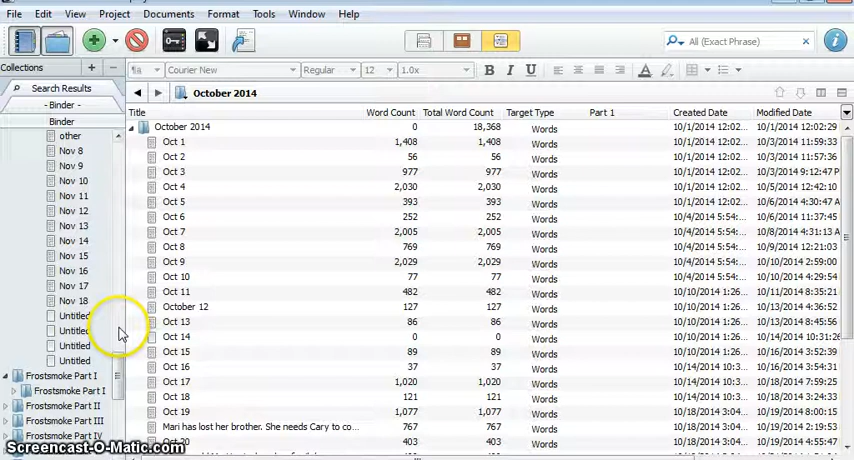 File Edit View Project Documents Format Tools Window Help
All (Exact Phrase)
Collections
¶a Courier New Regular 12 1.0x B I U A
Search Results
October 2014
- Binder -
Title Word Count Total Word Count Target Type Part 1 Created Date Modified Date
Binder
October 2014 0 18,368 Words 10/1/2014 12:02... 10/1/2014 12:02:29
other
Oct 1 1,408 1,408 Words 10/1/2014 12:02... 10/3/2014 11:59:33
Nov 8
Oct 2 56 56 Words 10/1/2014 12:02... 10/3/2014 11:57:36
Nov 9
Oct 3 977 977 Words 10/1/2014 12:02... 10/3/2014 9:12:47
Nov 10
Oct 4 2,030 2,030 Words 10/1/2014 12:02... 10/5/2014 12:42:10
Nov 11
Oct 5 393 393 Words 10/1/2014 12:02... 10/6/2014 4:30:47
Nov 12
Oct 6 252 252 Words 10/4/2014 5:54:... 10/6/2014 11:37:45
Nov 13
Oct 7 2,005 2,005 Words 10/4/2014 5:54:... 10/8/2014 4:31:13
Nov 14
Oct 8 769 769 Words 10/4/2014 5:54:... 10/9/2014 12:21:03
Nov 15
Oct 9 2,029 2,029 Words 10/4/2014 5:54:... 10/10/2014 2:59:00
Nov 16
Oct 10 77 77 Words 10/4/2014 5:54:... 10/10/2014 4:29:54
Nov 17
Oct 11 482 482 Words 10/10/2014 1:26... 10/11/2014 8:35:21
Nov 18
October 12 127 127 Words 10/10/2014 1:26... 10/13/2014 4:36:52
Untitled
Oct 13 86 86 Words 10/10/2014 1:26... 10/13/2014 8:45:56
Untitled
Oct 14 0 0 Words 10/10/2014 1:26... 10/14/2014 10:31:26
Untitled
Oct 15 89 89 Words 10/10/2014 1:26... 10/16/2014 3:52:39
Untitled
Oct 16 37 37 Words 10/14/2014 10:... 10/16/2014 3:54:31
Frostsmoke Part I
Oct 17 1,020 1,020 Words 10/14/2014 10:... 10/18/2014 7:59:25
Frostsmoke Part I
Oct 18 121 121 Words 10/18/2014 3:04... 10/18/2014 3:46:31
Frostsmoke Part II
Oct 19 1,077 1,077 Words 10/18/2014 3:04... 10/19/2014 8:00:15
Frostsmoke Part III
Mari has lost her brother. She needs Cary to co... 767 767 Words 10/18/2014 3:04... 10/19/2014 2:19:53
Frostsmoke Part IV
Oct 20 403 403 Words 10/18/2014 3:04... 10/20/2014 4:55:44
Screencast-O-Matic.com